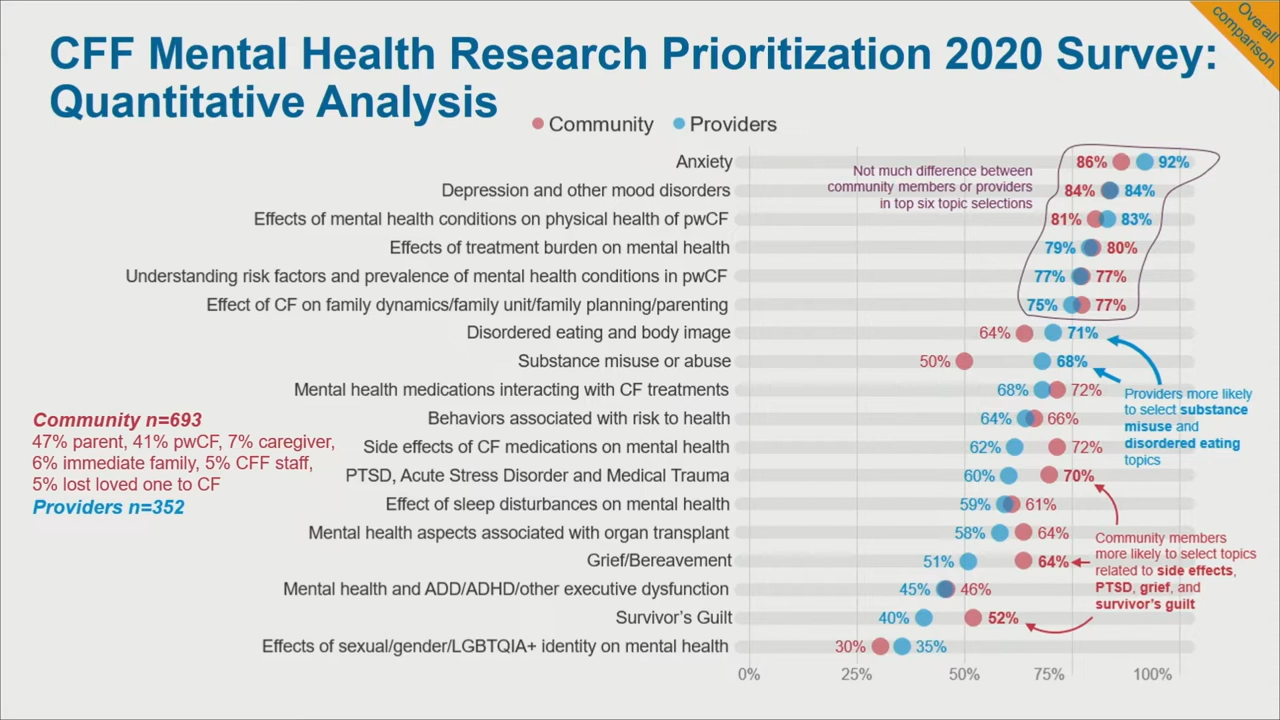 Overall
comparison
CFF Mental Health Research Prioritization 2020 Survey:
Quantitative Analysis
Community Providers
Anxiety 86% 92%
Not much difference between
community members or providers
in top six topic selections
Depression and other mood disorders 84% 84%
Effects of mental health conditions on physical health of pwCF 81% 83%
Effects of treatment burden on mental health 79% 80%
Understanding risk factors and prevalence of mental health conditions in pwCF 77% 77%
Effect of CF on family dynamics/family unit/family planning/parenting 75% 77%
Disordered eating and body image 64% 71%
Substance misuse or abuse 50% 68%
Mental health medications interacting with CF treatments 68% 72%
Providers more likely
to select substance
misuse and
disordered eating
topics
Behaviors associated with risk to health 64% 66%
Side effects of CF medications on mental health 62% 72%
PTSD, Acute Stress Disorder and Medical Trauma 60% 70%
Effect of sleep disturbances on mental health 59% 61%
Mental health aspects associated with organ transplant 58% 64%
Grief/Bereavement 51% 64%
Community members
more likely to select topics
related to side effects,
PTSD, grief, and
survivor's guilt
Mental health and ADD/ADHD/other executive dysfunction 45% 46%
Survivor's Guilt 40% 52%
Effects of sexual/gender/LGBTQIA+ identity on mental health 30% 35%
0% 25% 50% 75% 100%
Community n=693
47% parent, 41% pwCF, 7% caregiver,
6% immediate family, 5% CFF staff,
5% lost loved one to CF
Providers n=352